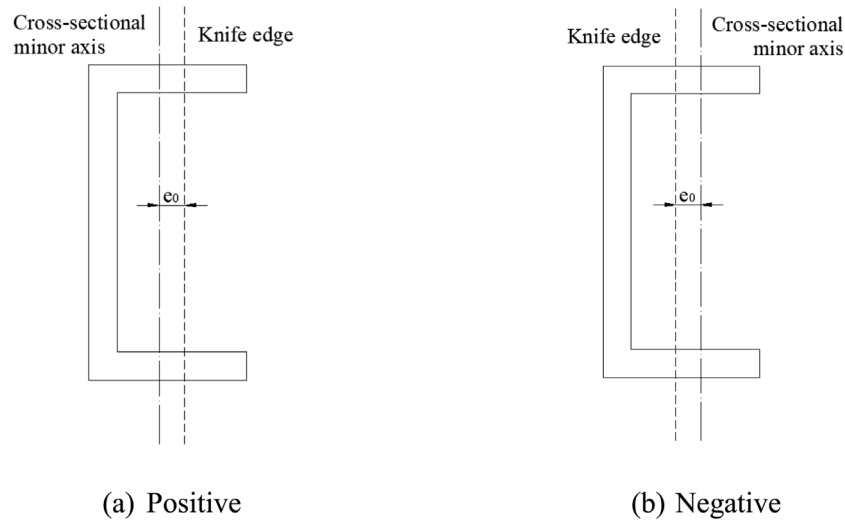 Cross-sectional
minor axis
Knife edge
e₀
(a) Positive
Knife edge
Cross-sectional
minor axis
e₀
(b) Negative